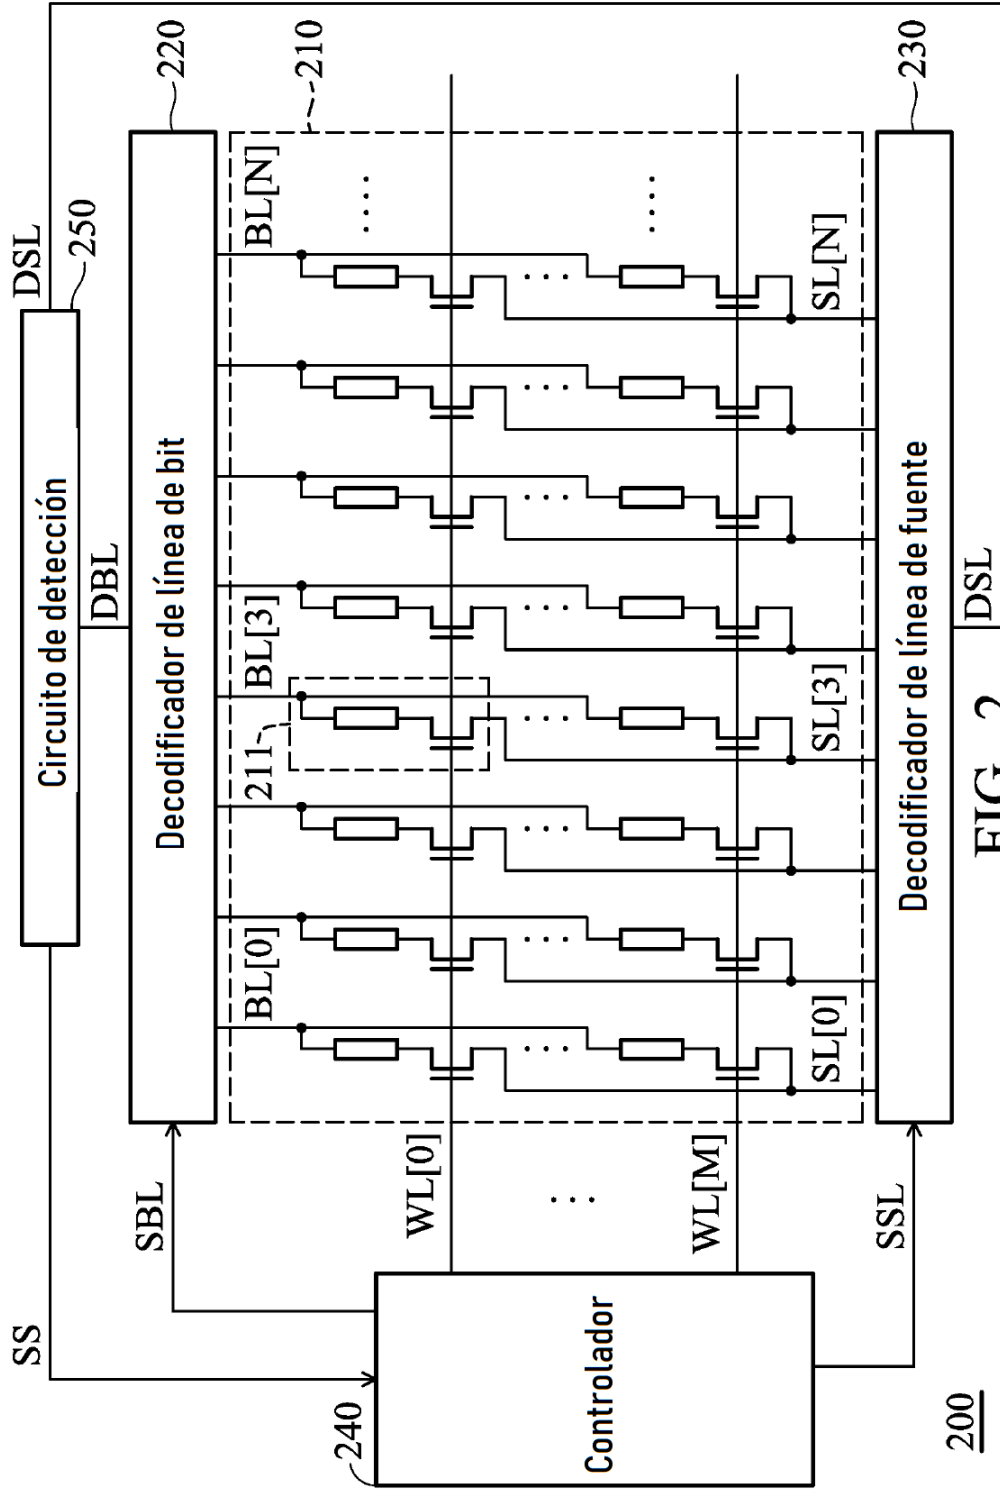 SS
DSL
Circuito de detección
250
DBL
220
Decodificador de línea de bit
SBL
210
BL[0]
BL[3]
BL[N]
211
240
Controlador
WL[0]
WL[M]
SL[0]
SL[3]
SL[N]
SSL
230
Decodificador de línea de fuente
DSL
200
FIG. 2